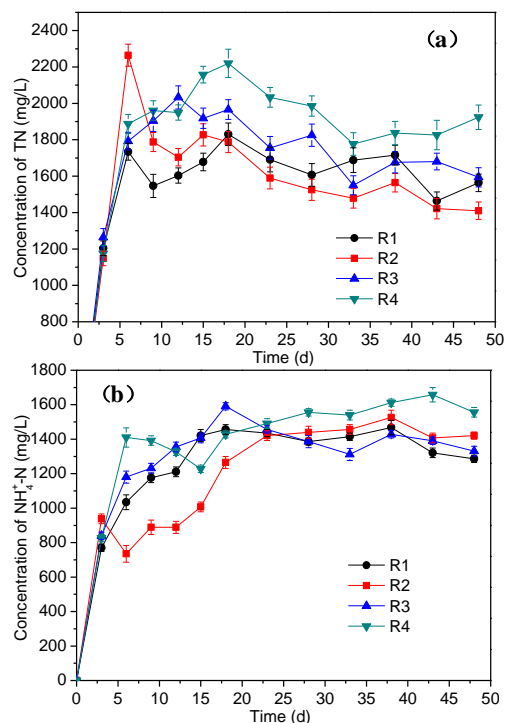 (a)
Concentration of TN (mg/L)
2400
2200
2000
1800
1600
1400
1200
1000
800
R1
R2
R3
R4
0 5 10 15 20 25 30 35 40 45 50
Time (d)
(b)
Concentration of NH₄⁺-N (mg/L)
1800
1600
1400
1200
1000
800
600
400
200
0
R1
R2
R3
R4
0 5 10 15 20 25 30 35 40 45 50
Time (d)